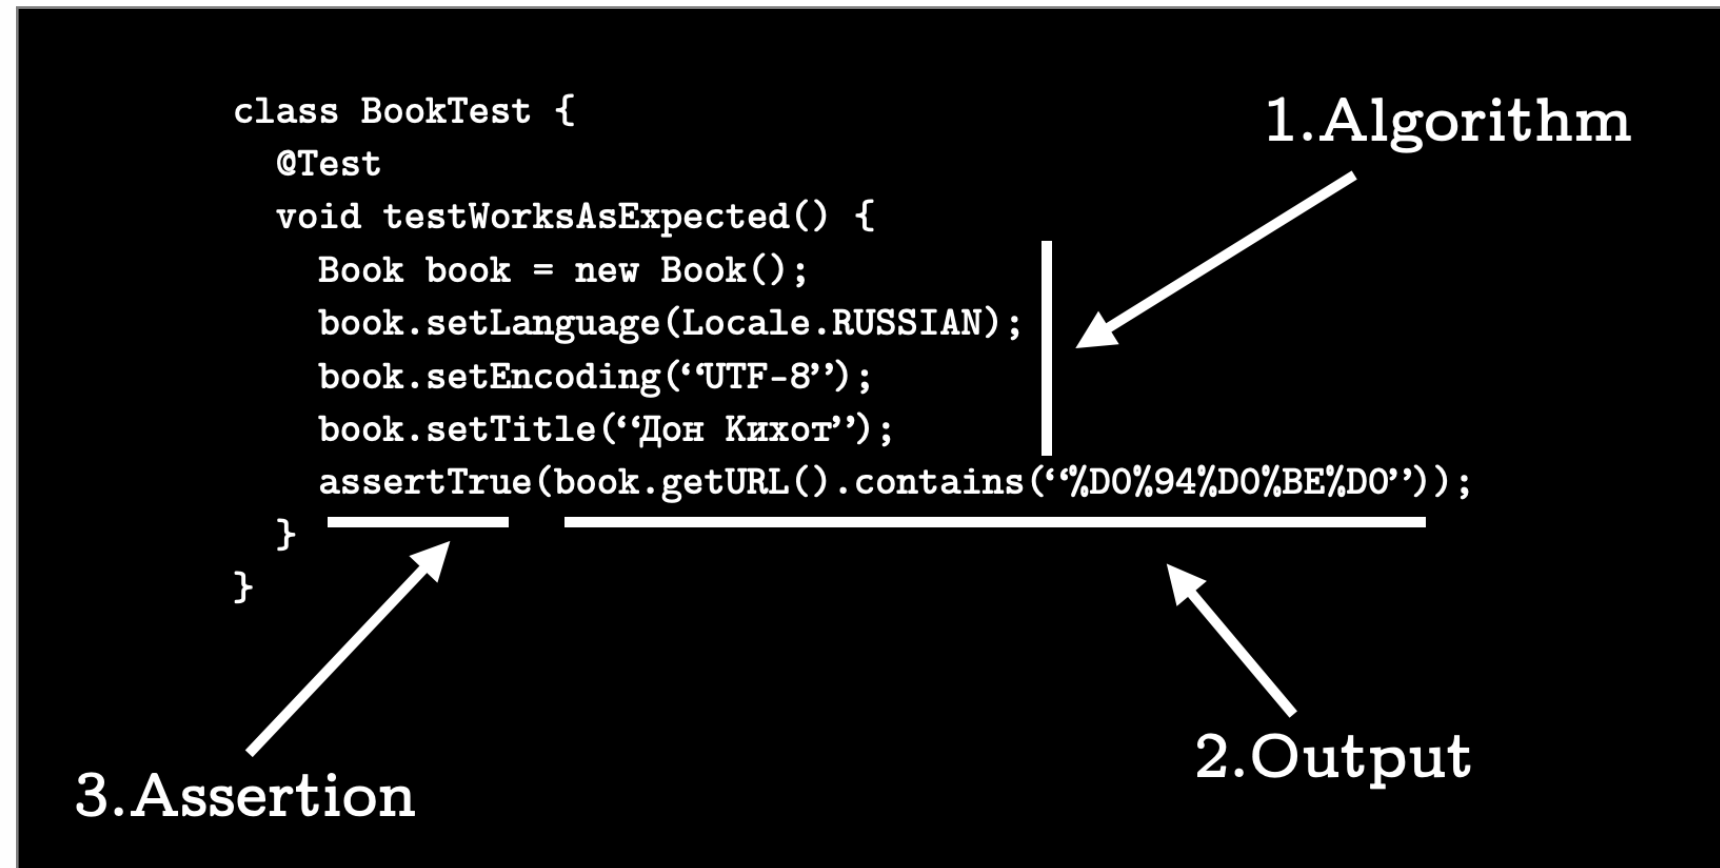 class BookTest {
@Test
void testWorksAsExpected() {
Book book = new Book();
book.setLanguage(Locale.RUSSIAN);
book.setEncoding(“UTF-8”);
book.setTitle(“Дон Кихот”);
assertTrue(book.getURL().contains(“%D0%94%D0%BE%D0”));
}
}
1.Algorithm
2.Output
3.Assertion